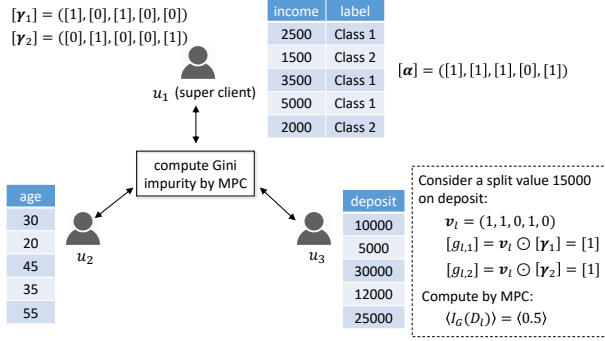 [γ₁] = ([1], [0], [1], [0], [0])
[γ₂] = ([0], [1], [0], [0], [1])
u₁ (super client)
income label
2500 Class 1
1500 Class 2
3500 Class 1
5000 Class 1
2000 Class 2
[α] = ([1], [1], [1], [0], [1])
compute Gini
impurity by MPC
age
30
20
45
35
55
u₂
u₃
deposit
10000
5000
30000
12000
25000
Consider a split value 15000
on deposit:
𝒗ₗ = (1, 1, 0, 1, 0)
[gₗ,₁] = 𝒗ₗ ⊙ [γ₁] = [1]
[gₗ,₂] = 𝒗ₗ ⊙ [γ₂] = [1]
Compute by MPC:
⟨I_G(Dₗ)⟩ = ⟨0.5⟩